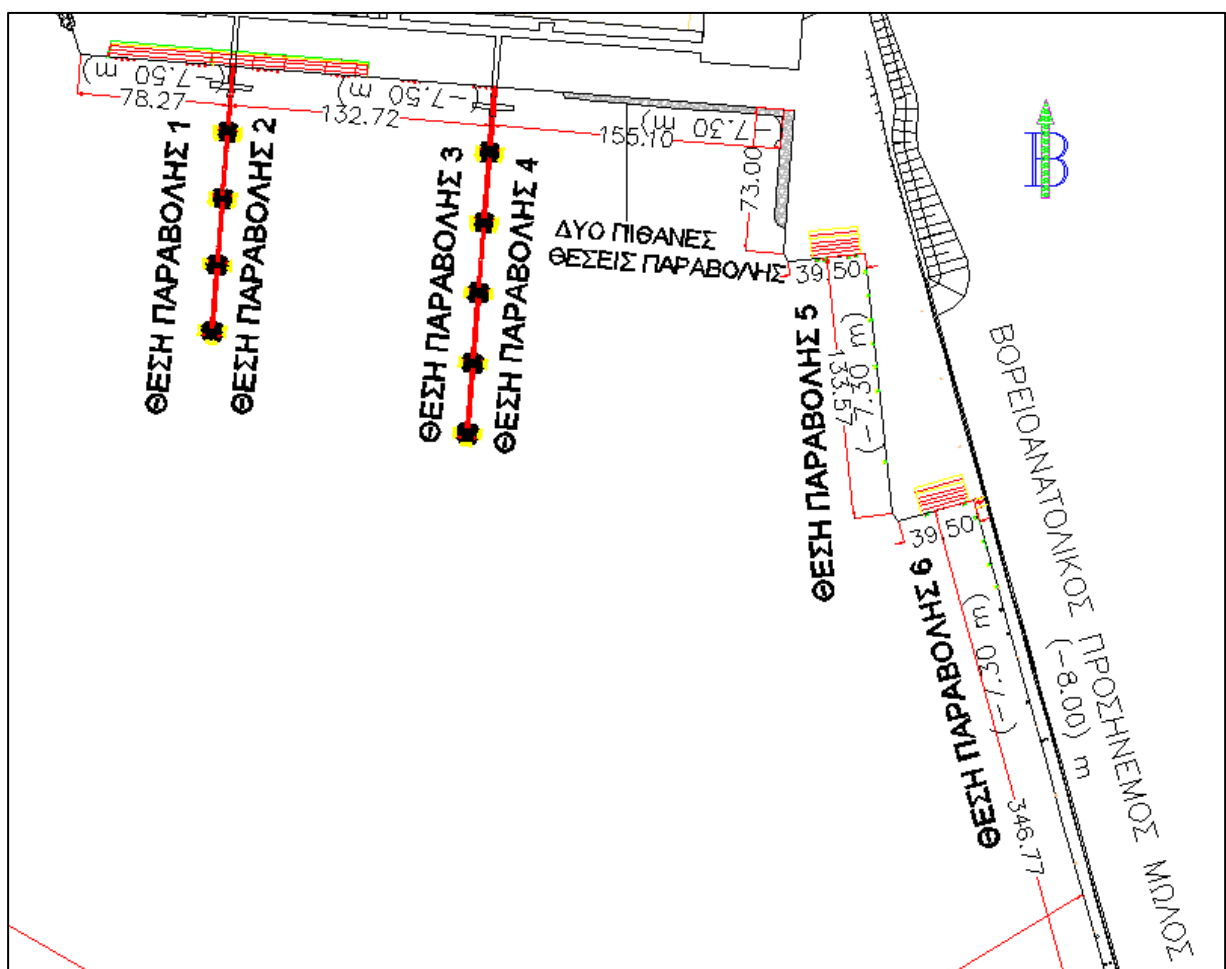 (-7.50 m)
(-7.50 m)
(-7.30 m)
78.27
132.72
155.10
73.00
Β
ΘΕΣΗ ΠΑΡΑΒΟΛΗΣ 1
ΘΕΣΗ ΠΑΡΑΒΟΛΗΣ 2
ΘΕΣΗ ΠΑΡΑΒΟΛΗΣ 3
ΘΕΣΗ ΠΑΡΑΒΟΛΗΣ 4
ΔΥΟ ΠΙΘΑΝΕΣ
ΘΕΣΕΙΣ ΠΑΡΑΒΟΛΗΣ
39.50
ΘΕΣΗ ΠΑΡΑΒΟΛΗΣ 5
133.57
(-7.30 m)
39.50
ΘΕΣΗ ΠΑΡΑΒΟΛΗΣ 6
(-7.30 m)
346.77
ΒΟΡΕΙΟΑΝΑΤΟΛΙΚΟΣ ΠΡΟΣΗΝΕΜΟΣ ΜΩΛΟΣ
(-8.00) m